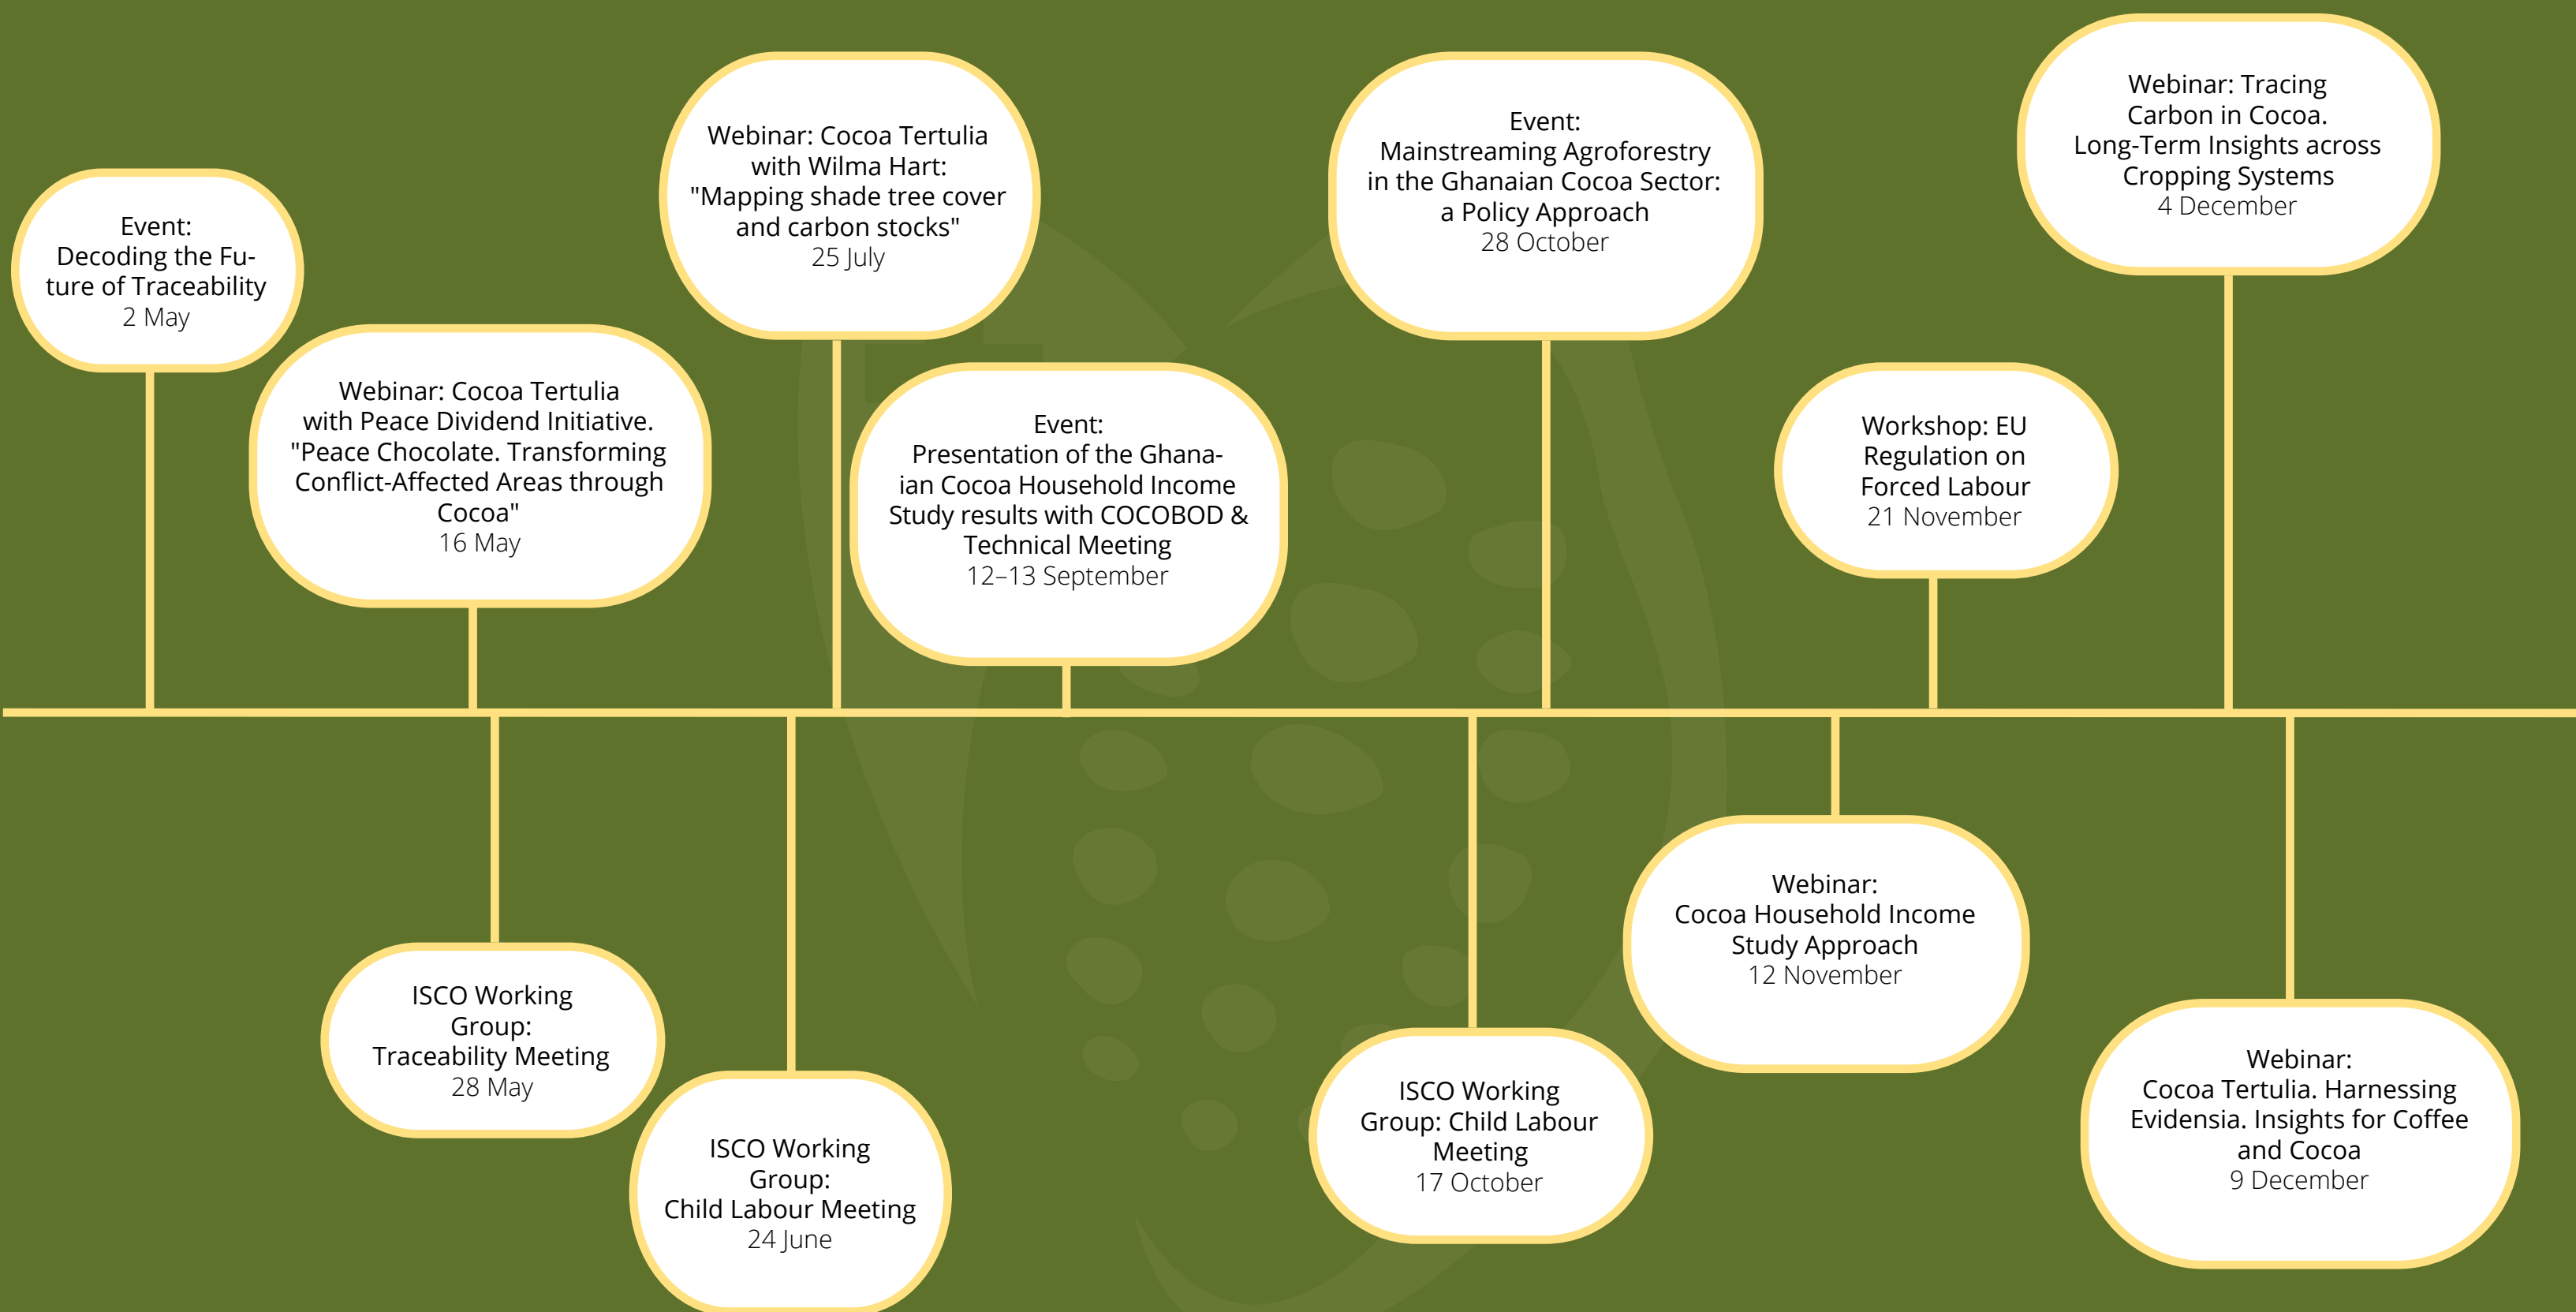 Event:
Decoding the Fu-
ture of Traceability
2 May
Webinar: Cocoa Tertulia
with Peace Dividend Initiative.
"Peace Chocolate. Transforming
Conflict-Affected Areas through
Cocoa"
16 May
ISCO Working
Group:
Traceability Meeting
28 May
ISCO Working
Group:
Child Labour Meeting
24 June
Webinar: Cocoa Tertulia
with Wilma Hart:
"Mapping shade tree cover
and carbon stocks"
25 July
Event:
Presentation of the Ghana-
ian Cocoa Household Income
Study results with COCOBOD &
Technical Meeting
12–13 September
ISCO Working
Group: Child Labour
Meeting
17 October
Event:
Mainstreaming Agroforestry
in the Ghanaian Cocoa Sector:
a Policy Approach
28 October
Webinar:
Cocoa Household Income
Study Approach
12 November
Workshop: EU
Regulation on
Forced Labour
21 November
Webinar: Tracing
Carbon in Cocoa.
Long-Term Insights across
Cropping Systems
4 December
Webinar:
Cocoa Tertulia. Harnessing
Evidensia. Insights for Coffee
and Cocoa
9 December